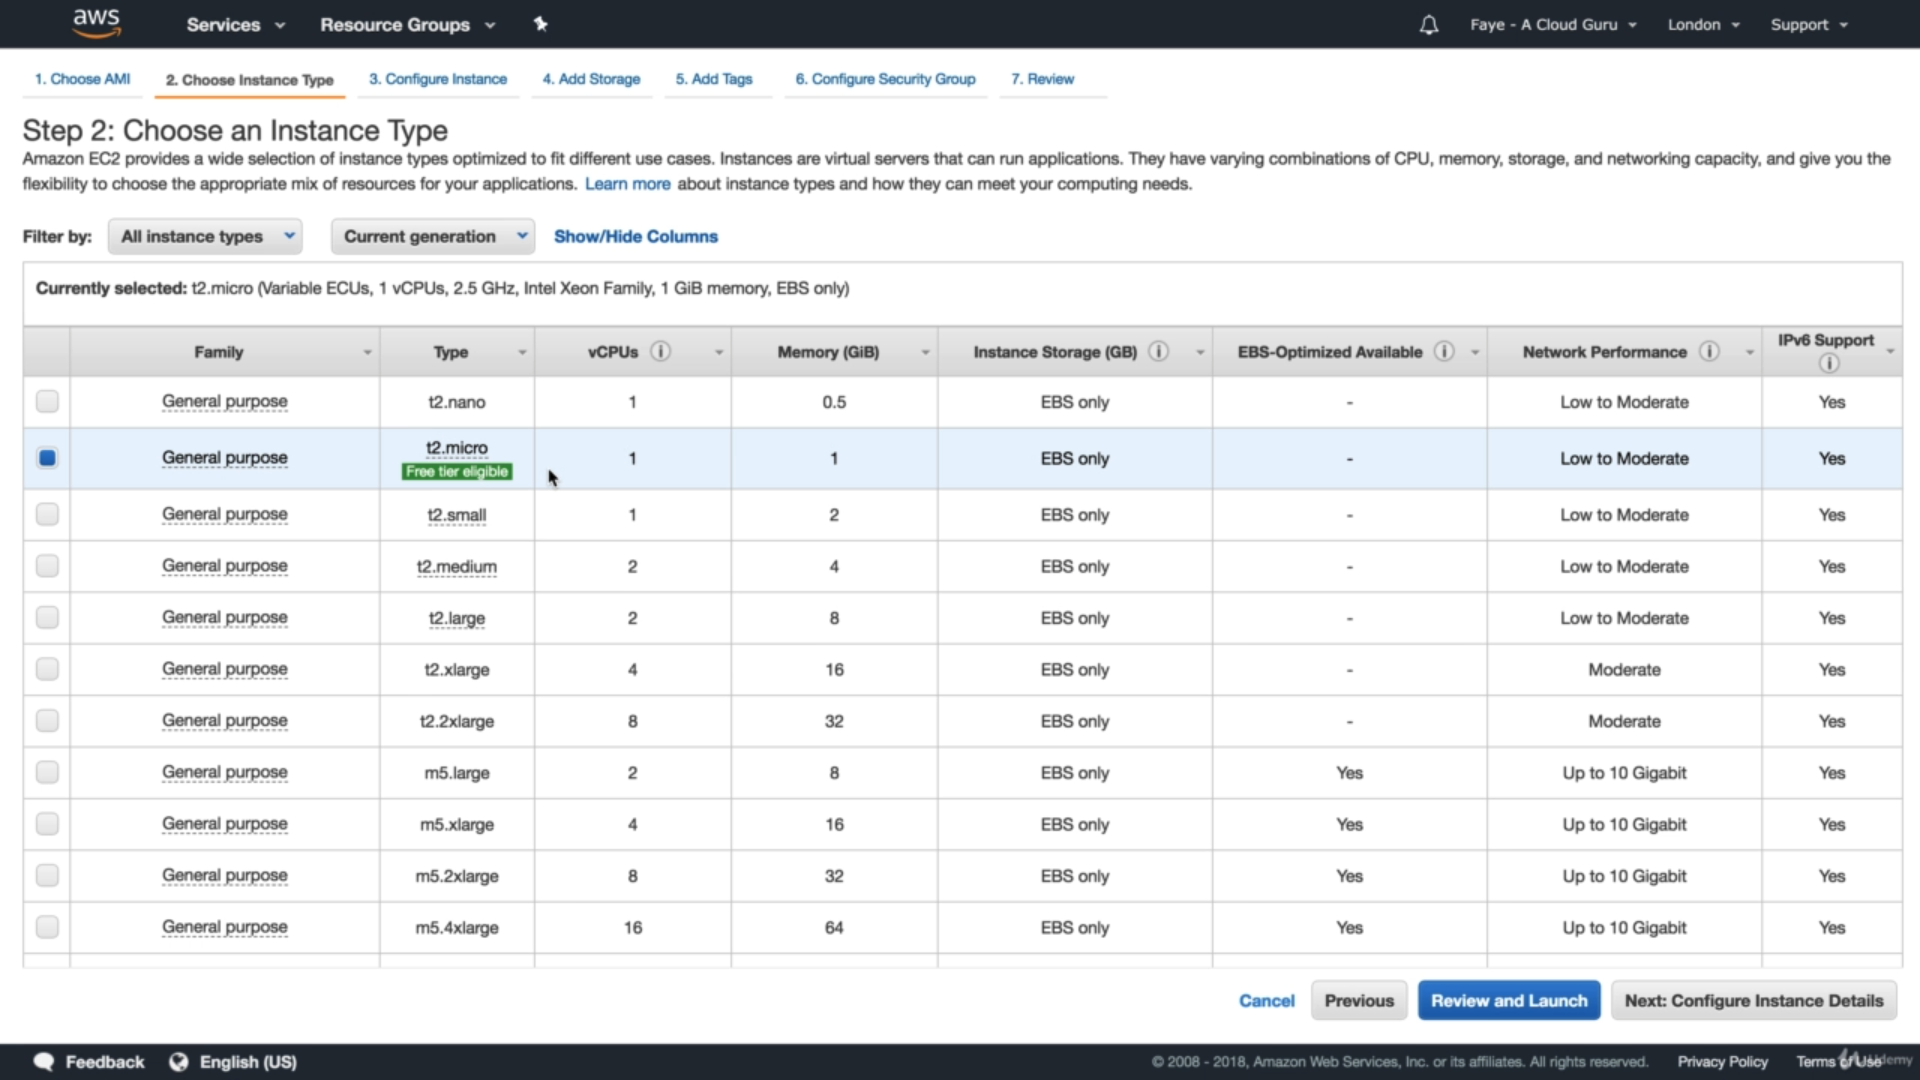 aws Services Resource Groups Faye - A Cloud Guru London Support
1. Choose AMI 2. Choose Instance Type 3. Configure Instance 4. Add Storage 5. Add Tags 6. Configure Security Group 7. Review
Step 2: Choose an Instance Type
Amazon EC2 provides a wide selection of instance types optimized to fit different use cases. Instances are virtual servers that can run applications. They have varying combinations of CPU, memory, storage, and networking capacity, and give you the
flexibility to choose the appropriate mix of resources for your applications. Learn more about instance types and how they can meet your computing needs.
Filter by: All instance types Current generation Show/Hide Columns
Currently selected: t2.micro (Variable ECUs, 1 vCPUs, 2.5 GHz, Intel Xeon Family, 1 GiB memory, EBS only)
Family Type vCPUs Memory (GiB) Instance Storage (GB) EBS-Optimized Available Network Performance IPv6 Support
General purpose t2.nano 1 0.5 EBS only - Low to Moderate Yes
General purpose t2.micro 1 1 EBS only - Low to Moderate Yes
Free tier eligible
General purpose t2.small 1 2 EBS only - Low to Moderate Yes
General purpose t2.medium 2 4 EBS only - Low to Moderate Yes
General purpose t2.large 2 8 EBS only - Low to Moderate Yes
General purpose t2.xlarge 4 16 EBS only - Moderate Yes
General purpose t2.2xlarge 8 32 EBS only - Moderate Yes
General purpose m5.large 2 8 EBS only Yes Up to 10 Gigabit Yes
General purpose m5.xlarge 4 16 EBS only Yes Up to 10 Gigabit Yes
General purpose m5.2xlarge 8 32 EBS only Yes Up to 10 Gigabit Yes
General purpose m5.4xlarge 16 64 EBS only Yes Up to 10 Gigabit Yes
Cancel Previous Review and Launch Next: Configure Instance Details
Feedback English (US) © 2008 - 2018, Amazon Web Services, Inc. or its affiliates. All rights reserved. Privacy Policy Terms of Use